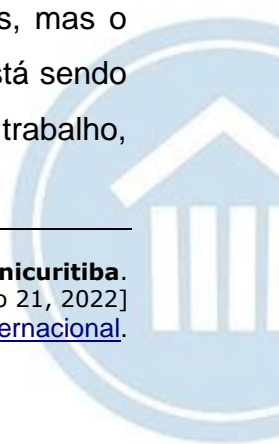 s, mas o
stá sendo
trabalho,
nicuritiba.
o 21, 2022]
ernacional.